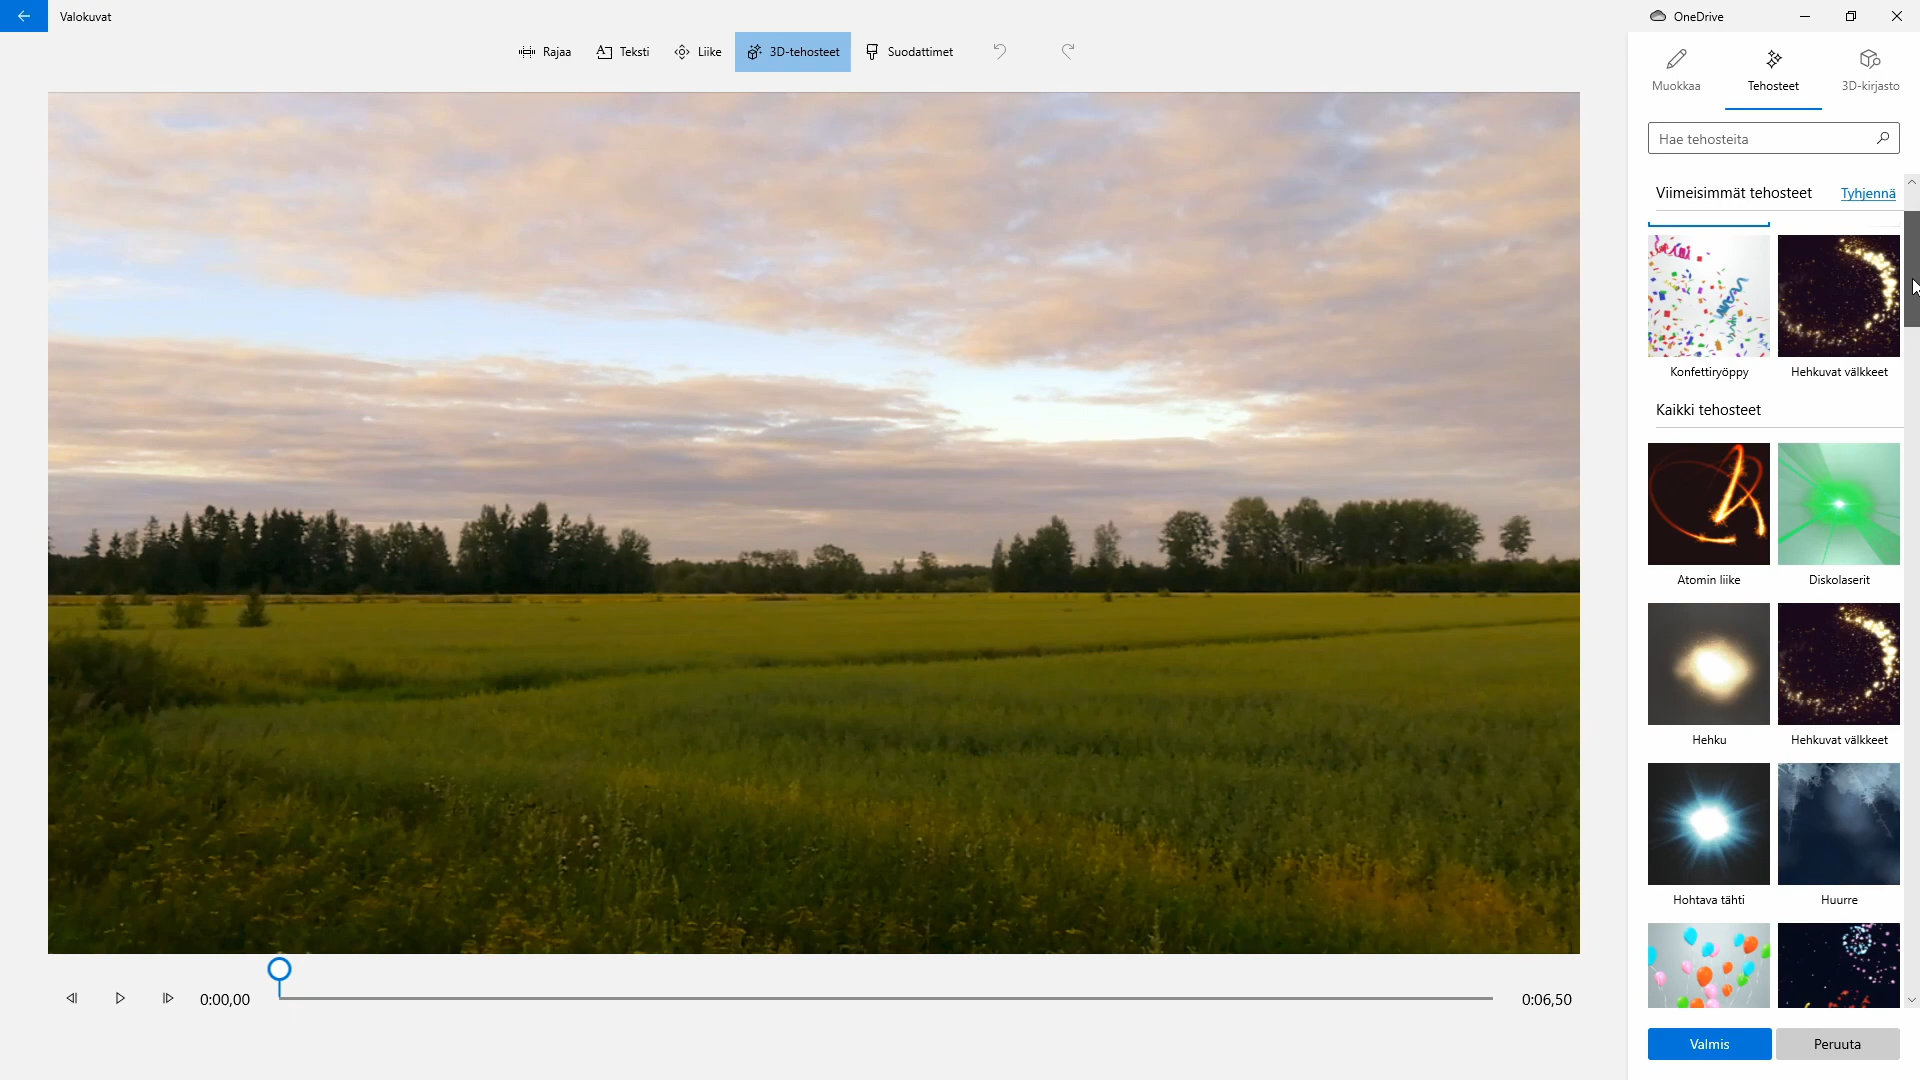 Valokuvat
OneDrive
Rajaa
Teksti
Liike
3D-tehosteet
Suodattimet
Muokkaa
Tehosteet
3D-kirjasto
Hae tehosteita
Viimeisimmät tehosteet
Tyhjennä
Konfettiryöppy
Hehkuvat välkkeet
Kaikki tehosteet
Atomin liike
Diskolaserit
Hehku
Hehkuvat välkkeet
Hohtava tähti
Huurre
0:00,00
0:06,50
Valmis
Peruuta